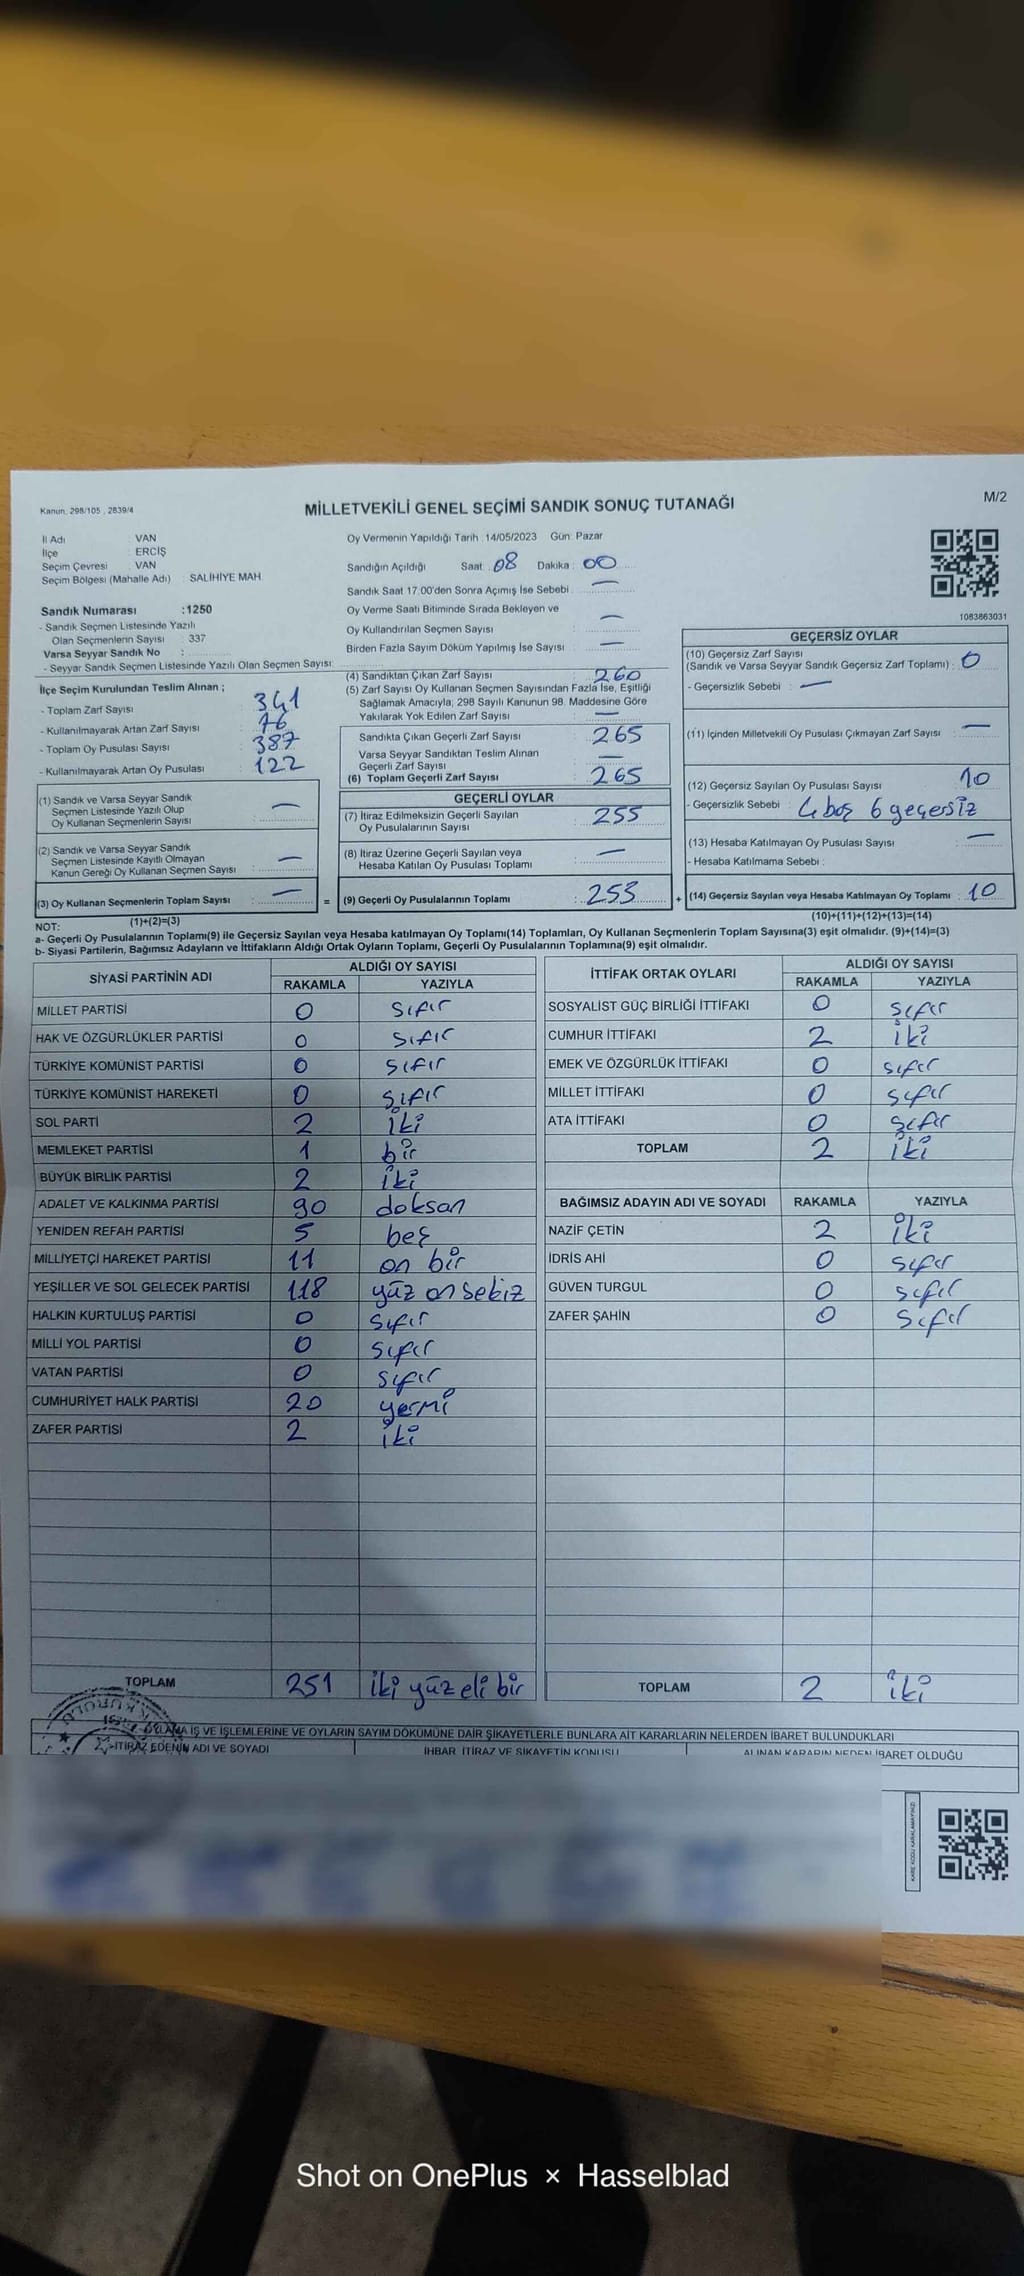 Kanun: 298/105 , 2839/4
MİLLETVEKİLİ GENEL SEÇİMİ SANDIK SONUÇ TUTANAĞI
M/2
İl Adı : VAN
İlçe : ERCİŞ
Seçim Çevresi : VAN
Seçim Bölgesi (Mahalle Adı) : SALİHİYE MAH.
Sandık Numarası :1250
- Sandık Seçmen Listesinde Yazılı
Olan Seçmenlerin Sayısı : 337
Varsa Seyyar Sandık No :
- Seyyar Sandık Seçmen Listesinde Yazılı Olan Seçmen Sayısı:
İlçe Seçim Kurulundan Teslim Alınan ;
- Toplam Zarf Sayısı : 341
- Kullanılmayarak Artan Zarf Sayısı : 76
- Toplam Oy Pusulası Sayısı : 387
- Kullanılmayarak Artan Oy Pusulası : 122
(1) Sandık ve Varsa Seyyar Sandık
Seçmen Listesinde Yazılı Olup
Oy Kullanan Seçmenlerin Sayısı : —
(2) Sandık ve Varsa Seyyar Sandık
Seçmen Listesinde Kayıtlı Olmayan
Kanun Gereği Oy Kullanan Seçmen Sayısı : —
(3) Oy Kullanan Seçmenlerin Toplam Sayısı : —
(1)+(2)=(3)
Oy Vermenin Yapıldığı Tarih :14/05/2023 Gün: Pazar
Sandığın Açıldığı Saat : 08 Dakika : 00
Sandık Saat 17.00'den Sonra Açımış İse Sebebi : —
Oy Verme Saati Bitiminde Sırada Bekleyen ve
Oy Kullandırılan Seçmen Sayısı : —
Birden Fazla Sayım Döküm Yapılmış İse Sayısı : —
(4) Sandıktan Çıkan Zarf Sayısı : 260
(5) Zarf Sayısı Oy Kullanan Seçmen Sayısından Fazla İse, Eşitliği
Sağlamak Amacıyla; 298 Sayılı Kanunun 98. Maddesine Göre
Yakılarak Yok Edilen Zarf Sayısı : —
Sandıkta Çıkan Geçerli Zarf Sayısı : 265
Varsa Seyyar Sandıktan Teslim Alınan
Geçerli Zarf Sayısı : —
(6) Toplam Geçerli Zarf Sayısı : 265
GEÇERLİ OYLAR
(7) İtiraz Edilmeksizin Geçerli Sayılan
Oy Pusulalarının Sayısı : 255
(8) İtiraz Üzerine Geçerli Sayılan veya
Hesaba Katılan Oy Pusulası Toplamı : —
= (9) Geçerli Oy Pusulalarının Toplamı : 253 +
1083863031
GEÇERSİZ OYLAR
(10) Geçersiz Zarf Sayısı
(Sandık ve Varsa Seyyar Sandık Geçersiz Zarf Toplamı) : 0
- Geçersizlik Sebebi : —
(11) İçinden Milletvekili Oy Pusulası Çıkmayan Zarf Sayısı : —
(12) Geçersiz Sayılan Oy Pusulası Sayısı : 10
- Geçersizlik Sebebi : 4 boş 6 geçersiz
(13) Hesaba Katılmayan Oy Pusulası Sayısı : —
- Hesaba Katılmama Sebebi :
(14) Geçersiz Sayılan veya Hesaba Katılmayan Oy Toplamı : 10
(10)+(11)+(12)+(13)=(14)
NOT:
a- Geçerli Oy Pusulalarının Toplamı(9) ile Geçersiz Sayılan veya Hesaba katılmayan Oy Toplamı(14) Toplamları, Oy Kullanan Seçmenlerin Toplam Sayısına(3) eşit olmalıdır. (9)+(14)=(3)
b- Siyasi Partilerin, Bağımsız Adayların ve İttifakların Aldığı Ortak Oyların Toplamı, Geçerli Oy Pusulalarının Toplamına(9) eşit olmalıdır.
SİYASİ PARTİNİN ADI ALDIĞI OY SAYISI
RAKAMLA YAZIYLA
MİLLET PARTİSİ 0 sıfır
HAK VE ÖZGÜRLÜKLER PARTİSİ 0 sıfır
TÜRKİYE KOMÜNİST PARTİSİ 0 sıfır
TÜRKİYE KOMÜNİST HAREKETİ 0 sıfır
SOL PARTİ 2 iki
MEMLEKET PARTİSİ 1 bir
BÜYÜK BİRLİK PARTİSİ 2 iki
ADALET VE KALKINMA PARTİSİ 90 doksan
YENİDEN REFAH PARTİSİ 5 beş
MİLLİYETÇİ HAREKET PARTİSİ 11 on bir
YEŞİLLER VE SOL GELECEK PARTİSİ 118 yüz on sekiz
HALKIN KURTULUŞ PARTİSİ 0 sıfır
MİLLİ YOL PARTİSİ 0 sıfır
VATAN PARTİSİ 0 sıfır
CUMHURİYET HALK PARTİSİ 20 yermi
ZAFER PARTİSİ 2 iki
TOPLAM 251 iki yüz eli bir
İTTİFAK ORTAK OYLARI ALDIĞI OY SAYISI
RAKAMLA YAZIYLA
SOSYALİST GÜÇ BİRLİĞİ İTTİFAKI 0 sıfır
CUMHUR İTTİFAKI 2 iki
EMEK VE ÖZGÜRLÜK İTTİFAKI 0 sıfır
MİLLET İTTİFAKI 0 sıfır
ATA İTTİFAKI 0 sıfır
TOPLAM 2 iki
BAĞIMSIZ ADAYIN ADI VE SOYADI RAKAMLA YAZIYLA
NAZİF ÇETİN 2 iki
İDRİS AHİ 0 sıfır
GÜVEN TURGUL 0 sıfır
ZAFER ŞAHİN 0 sıfır
TOPLAM 2 iki
İŞ VE İŞLEMLERİNE VE OYLARIN SAYIM DÖKÜMÜNE DAİR ŞİKAYETLERLE BUNLARA AİT KARARLARIN NELERDEN İBARET BULUNDUKLARI
İTİRAZ EDENİN ADI VE SOYADI
İHBAR, İTİRAZ VE ŞİKAYETİN KONUSU
ALINAN KARARIN NEDEN İBARET OLDUĞU
KARE KODU KARALAMAYINIZ!
Shot on OnePlus × Hasselblad